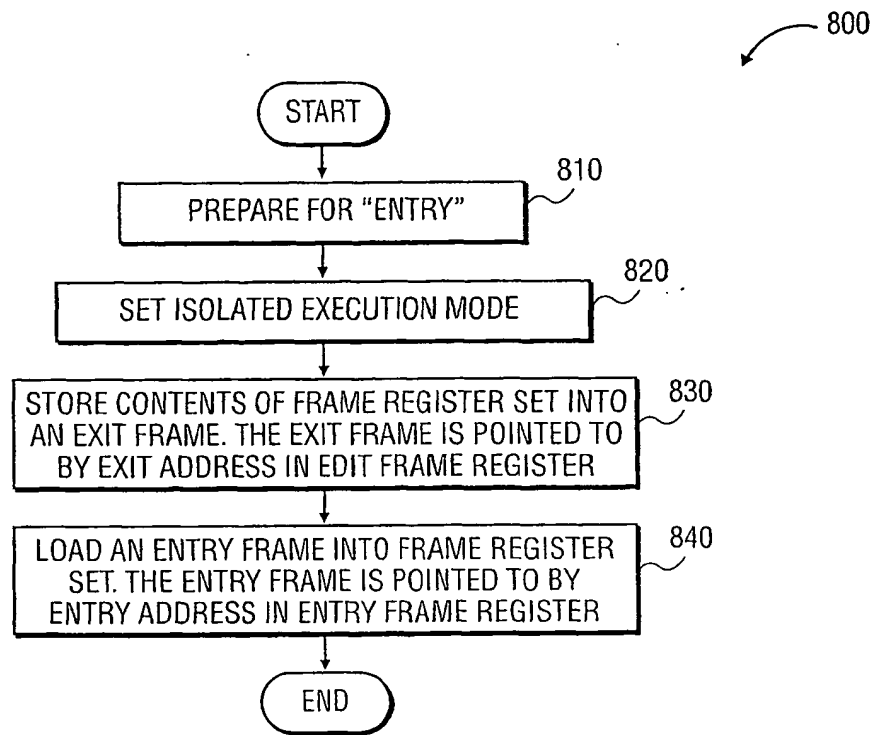 800
START
810
PREPARE FOR “ENTRY”
820
SET ISOLATED EXECUTION MODE
830
STORE CONTENTS OF FRAME REGISTER SET INTO
AN EXIT FRAME. THE EXIT FRAME IS POINTED TO
BY EXIT ADDRESS IN EDIT FRAME REGISTER
840
LOAD AN ENTRY FRAME INTO FRAME REGISTER
SET. THE ENTRY FRAME IS POINTED TO BY
ENTRY ADDRESS IN ENTRY FRAME REGISTER
END